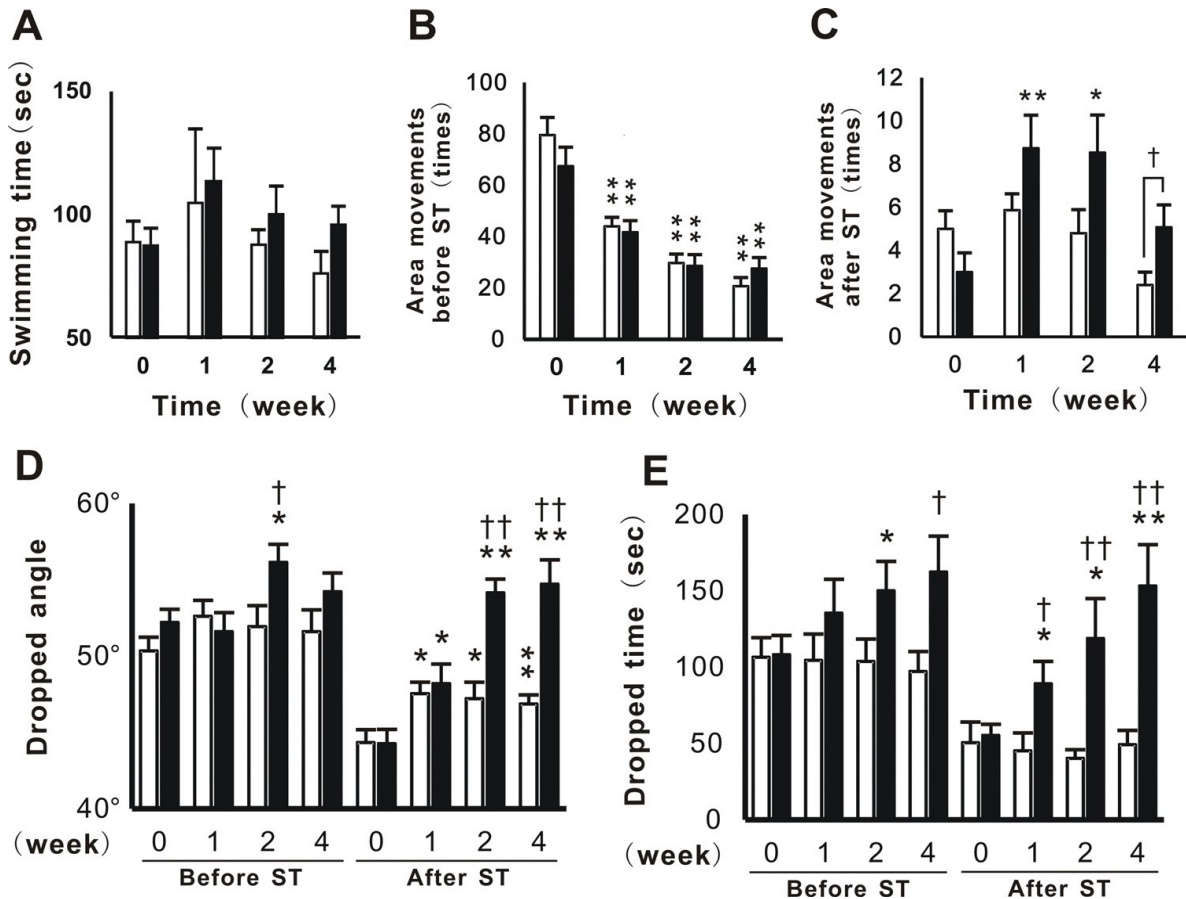 A
Swimming time (sec)
150
100
50
0 1 2 4
Time (week)
B
Area movements
before ST (times)
100
80
60
40
20
0
** ** ** ** ** **
0 1 2 4
Time (week)
C
Area movements
after ST (times)
12
10
8
6
4
2
0
** * †
0 1 2 4
Time (week)
D
Dropped angle
60°
50°
40°
† †† ††
* ** **
* * * **
(week) 0 1 2 4 0 1 2 4
Before ST After ST
E
Dropped time (sec)
200
150
100
50
0
* † † * †† * †† **
(week) 0 1 2 4 0 1 2 4
Before ST After ST